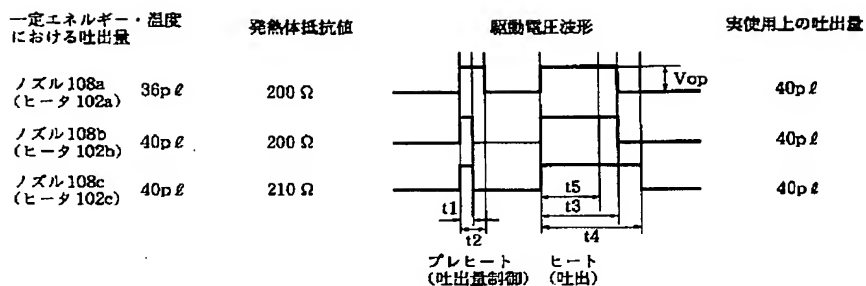 一定エネルギー・温度
における吐出量
発熱体抵抗値
駆動電圧波形
実使用上の吐出量
ノズル108a
(ヒータ102a)
36pℓ
200 Ω
Vop
40pℓ
ノズル108b
(ヒータ102b)
40pℓ
200 Ω
40pℓ
ノズル108c
(ヒータ102c)
40pℓ
210 Ω
40pℓ
t1
t2
t5
t3
t4
プレヒート
(吐出量制御)
ヒート
(吐出)